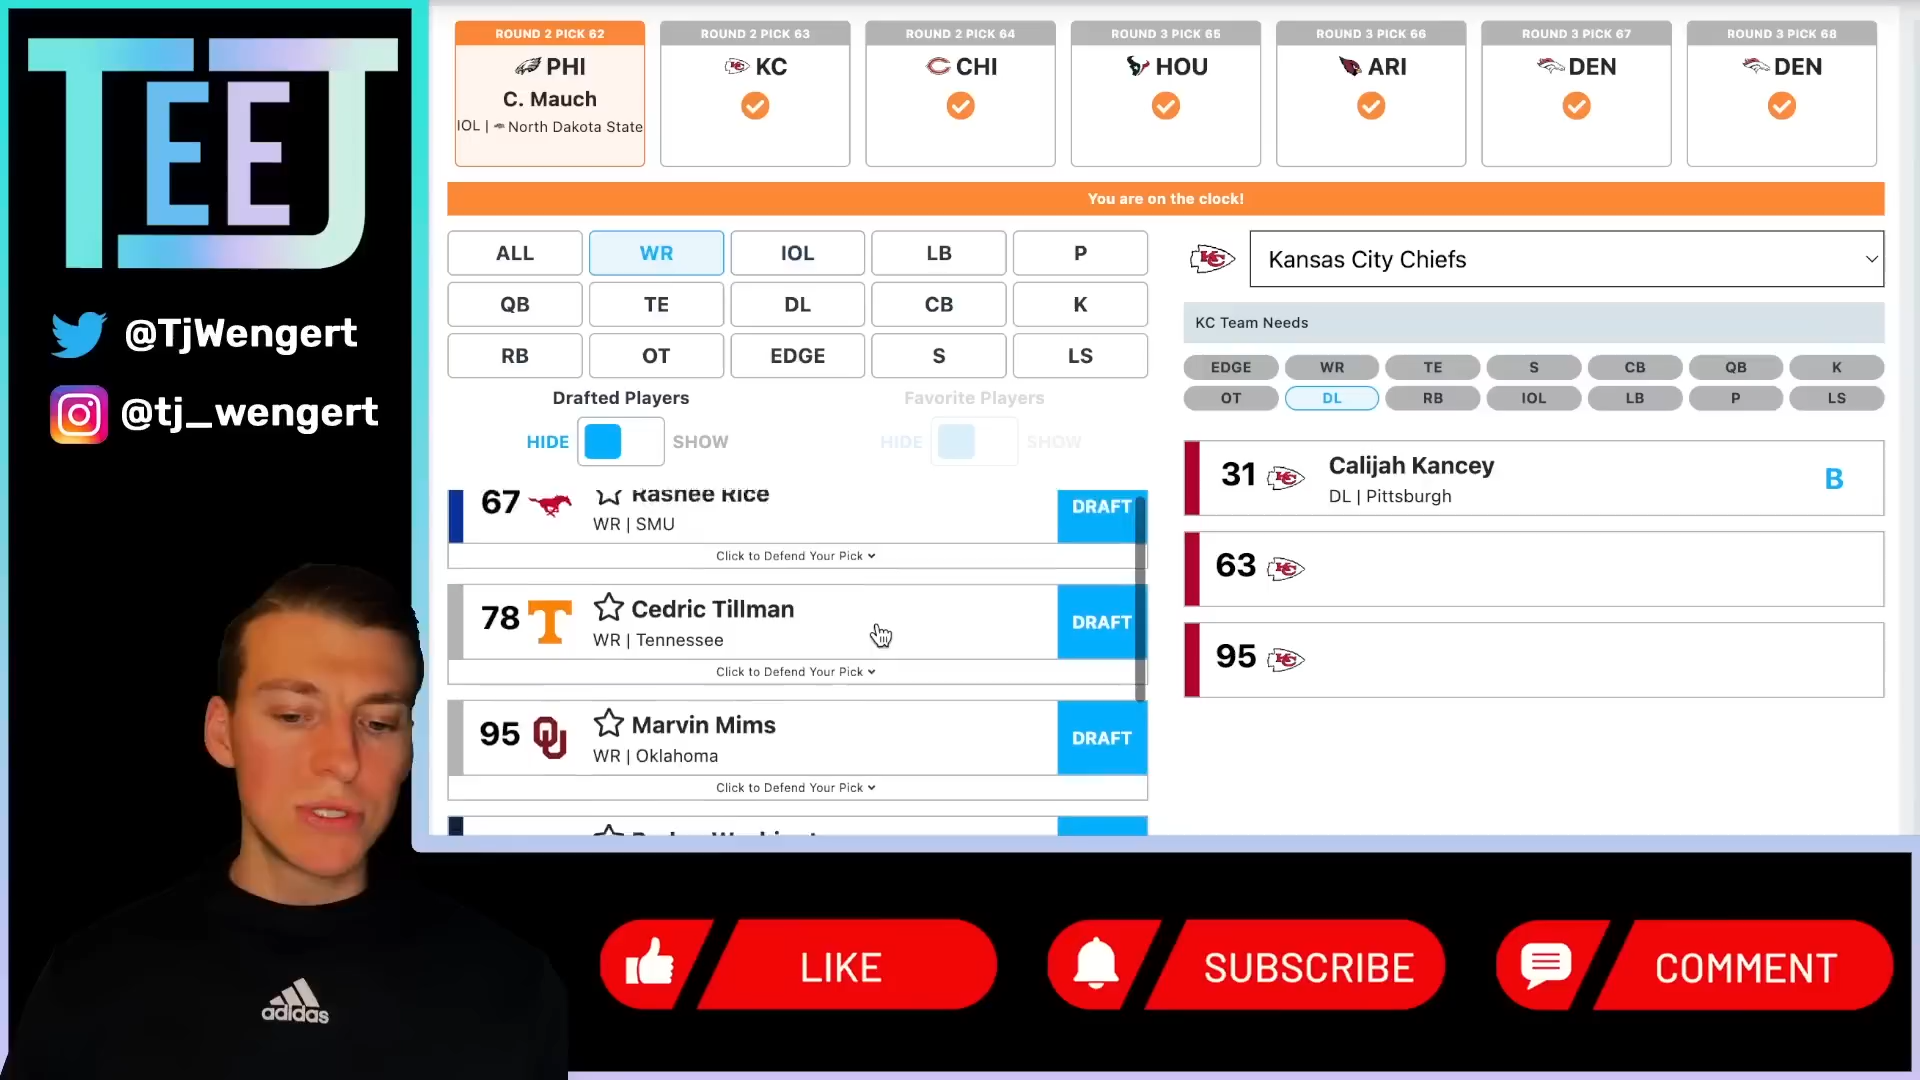 TEEJ
@TjWengert
@tj_wengert
ROUND 2 PICK 62
PHI
C. Mauch
IOL | North Dakota State
ROUND 2 PICK 63
KC
ROUND 2 PICK 64
CHI
ROUND 3 PICK 65
HOU
ROUND 3 PICK 66
ARI
ROUND 3 PICK 67
DEN
ROUND 3 PICK 68
DEN
You are on the clock!
ALL WR IOL LB P
QB TE DL CB K
RB OT EDGE S LS
Drafted Players
HIDE SHOW
Favorite Players
HIDE SHOW
67 Rashee Rice
WR | SMU
DRAFT
Click to Defend Your Pick
78 Cedric Tillman
WR | Tennessee
DRAFT
Click to Defend Your Pick
95 Marvin Mims
WR | Oklahoma
DRAFT
Click to Defend Your Pick
Kansas City Chiefs
KC Team Needs
EDGE WR TE S CB QB K
OT DL RB IOL LB P LS
31 Calijah Kancey
DL | Pittsburgh
B
63
95
adidas
LIKE
SUBSCRIBE
COMMENT